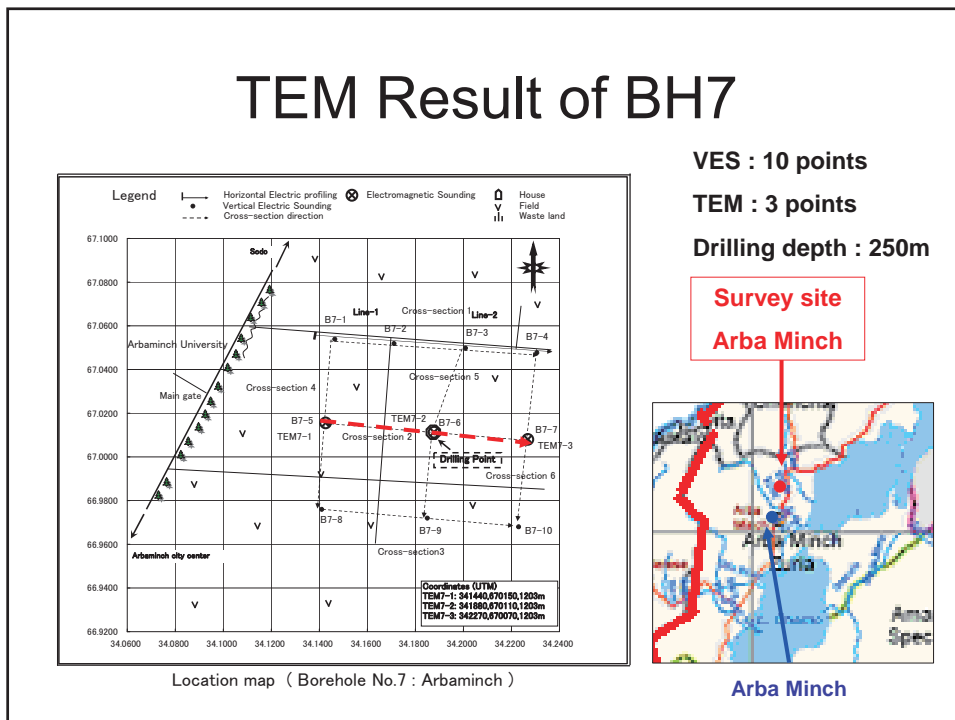 TEM Result of BH7
VES : 10 points
TEM : 3 points
Drilling depth : 250m
Survey site
Arba Minch
Legend
Horizontal Electric profiling
Electromagnetic Sounding
House
Vertical Electric Sounding
Field
Cross-section direction
Waste land
67.1000
67.0800
67.0600
67.0400
67.0200
67.0000
66.9800
66.9600
66.9400
66.9200
34.0600
34.0800
34.1000
34.1200
34.1400
34.1600
34.1800
34.2000
34.2200
34.2400
Sodo
Line-1
Cross-section 1
Line-2
B7-1
B7-2
B7-3
B7-4
Arbaminch University
Main gate
Cross-section 4
Cross-section 5
B7-5
TEM7-1
Cross-section 2
TEM7-2
B7-6
B7-7
TEM7-3
Drilling Point
Cross-section 6
B7-8
B7-9
B7-10
Cross-section3
Arbaminch city center
Coordinates (UTM)
TEM7-1: 341440,670150,1203m
TEM7-2: 341880,670110,1203m
TEM7-3: 342270,670070,1203m
Location map ( Borehole No.7 : Arbaminch )
Arba
Arba Minch
Ama
Spec
Arba Minch